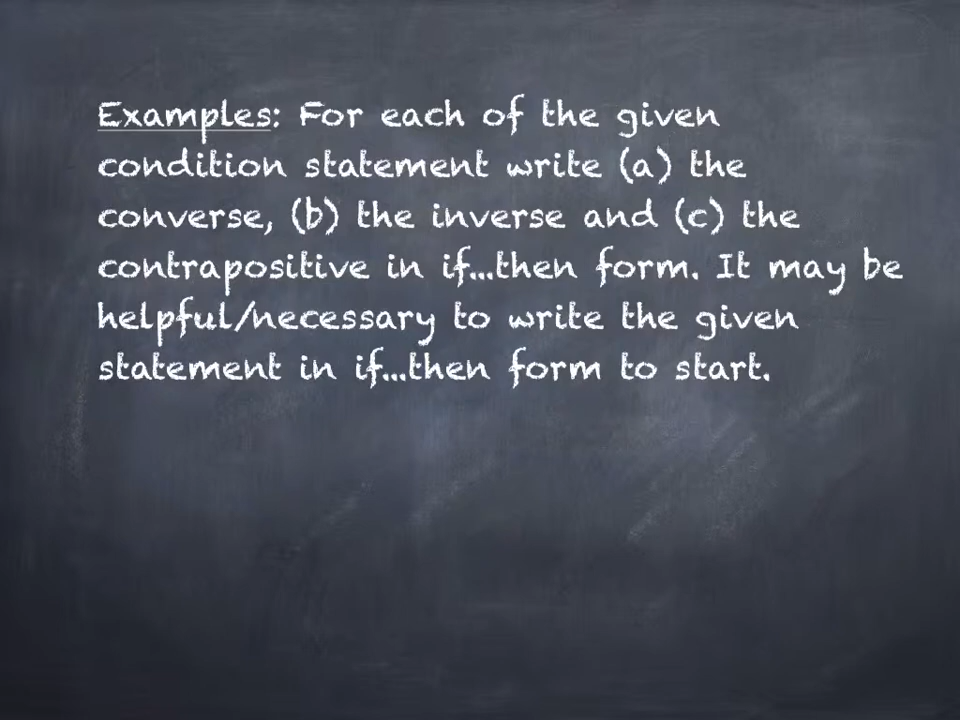 Examples: For each of the given
condition statement write (a) the
converse, (b) the inverse and (c) the
contrapositive in if...then form. It may be
helpful/necessary to write the given
statement in if...then form to start.